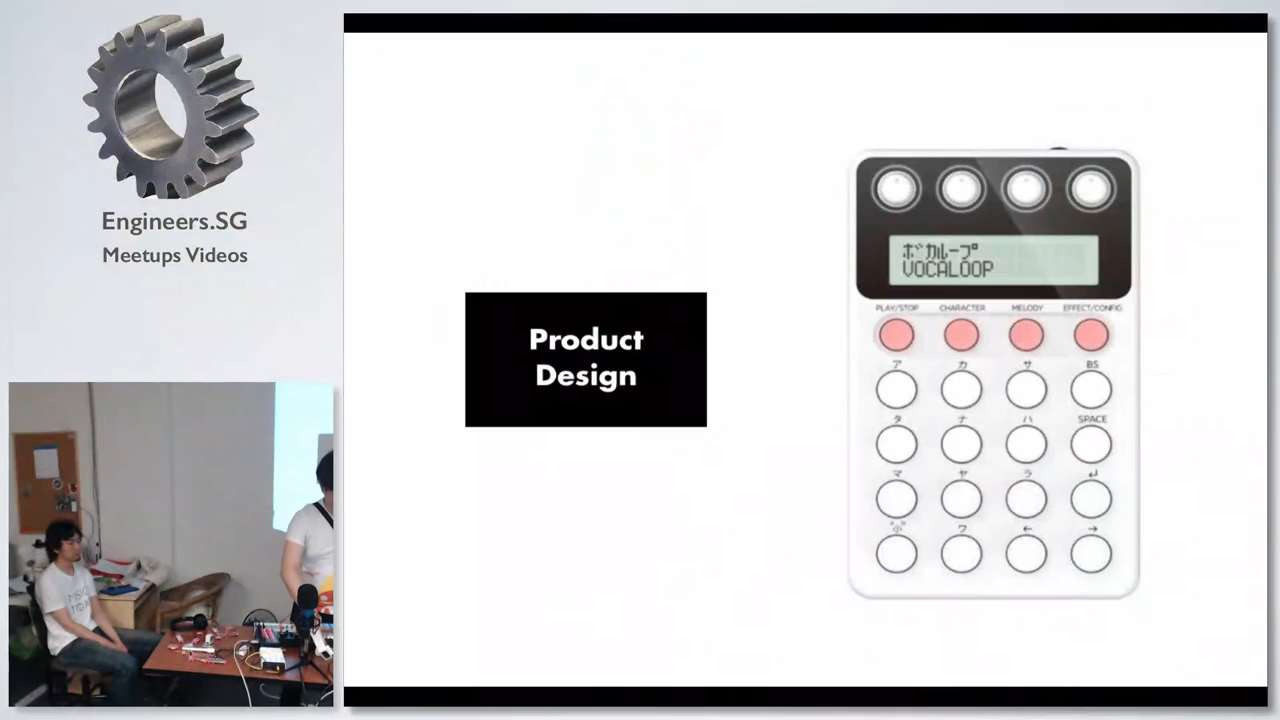 Engineers.SG
Meetups Videos
Product
Design
ボカループ
VOCALOOP
PLAY/STOP CHARACTER MELODY EFFECT/CONFIG
ア カ サ BS
タ ナ ハ SPACE
マ ヤ ラ ↲
小 ワ ← →